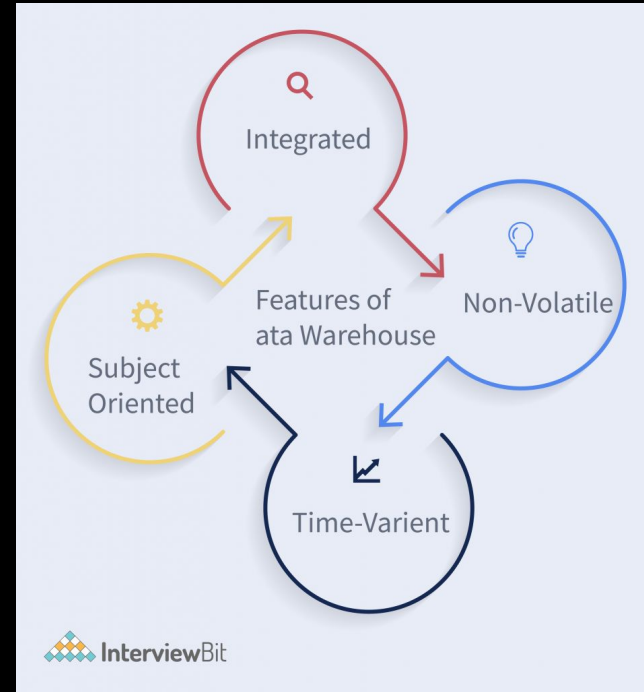 Integrated
Features of
ata Warehouse
Non-Volatile
Subject
Oriented
Time-Varient
InterviewBit